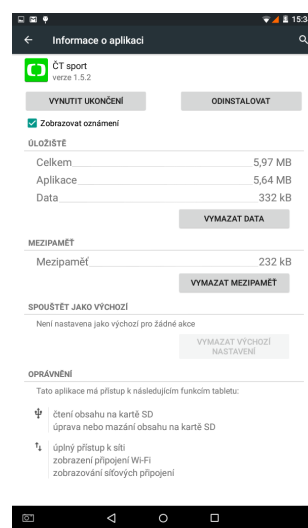 15:3
Informace o aplikaci
ČT sport
verze 1.5.2
VYNUTIT UKONČENÍ
ODINSTALOVAT
Zobrazovat oznámení
ÚLOŽIŠTĚ
Celkem 5,97 MB
Aplikace 5,64 MB
Data 332 kB
VYMAZAT DATA
MEZIPAMĚŤ
Mezipaměť 232 kB
VYMAZAT MEZIPAMĚŤ
SPOUŠTĚT JAKO VÝCHOZÍ
Není nastavena jako výchozí pro žádné akce
VYMAZAT VÝCHOZÍ
NASTAVENÍ
OPRÁVNĚNÍ
Tato aplikace má přístup k následujícím funkcím tabletu:
čtení obsahu na kartě SD
úprava nebo mazání obsahu na kartě SD
úplný přístup k síti
zobrazení připojení Wi-Fi
zobrazování síťových připojení